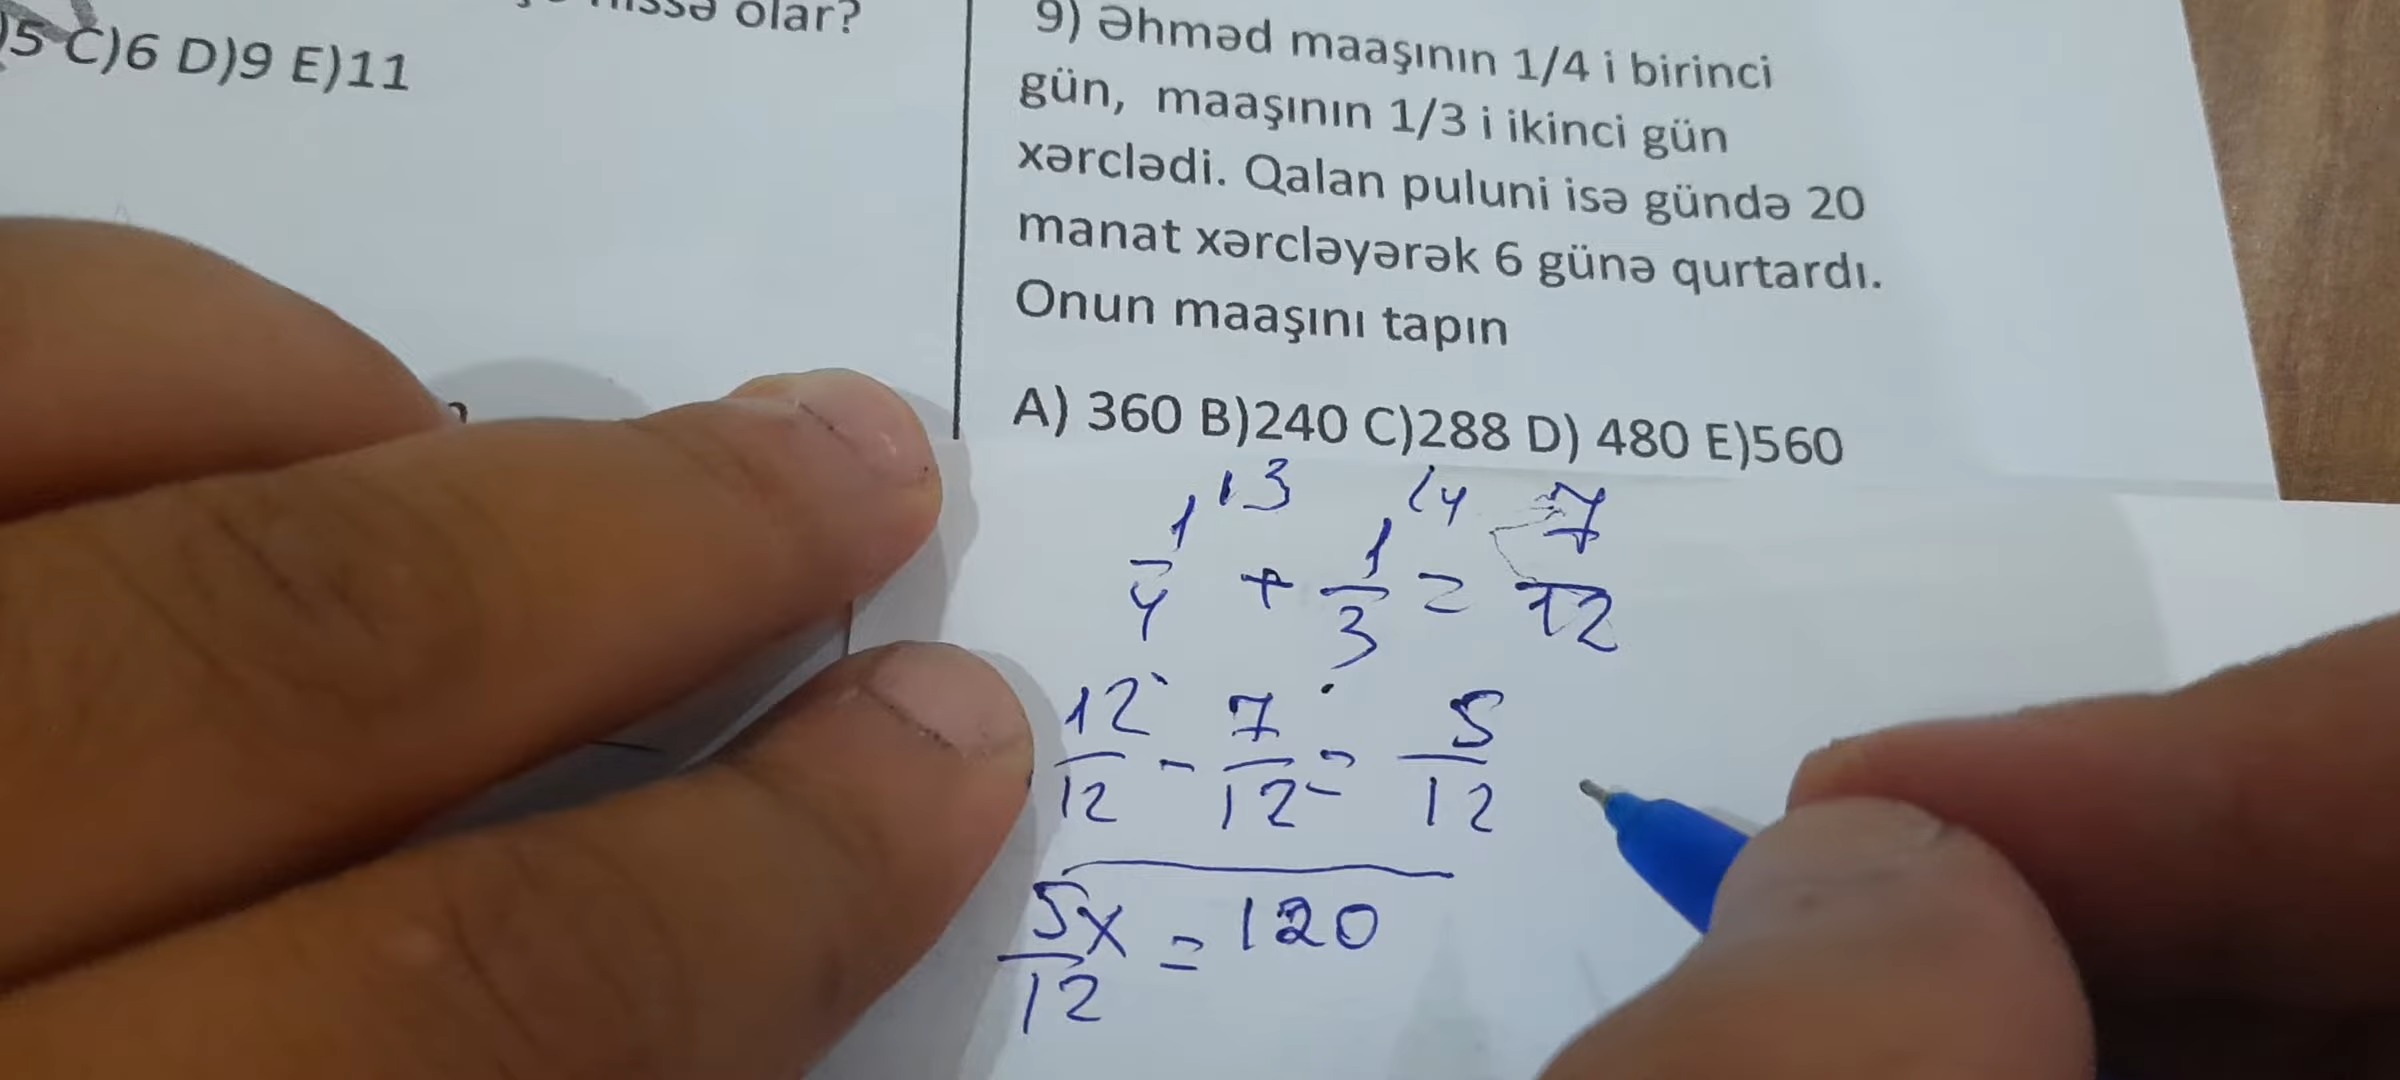 olar?
5 C)6 D)9 E)11
9) Əhməd maaşının 1/4 i birinci
gün, maaşının 1/3 i ikinci gün
xərclədi. Qalan puluni isə gündə 20
manat xərcləyərək 6 günə qurtardı.
Onun maaşını tapın
A) 360 B)240 C)288 D) 480 E)560
1/4 + 1/3 = 7/12
12/12 - 7/12 = 5/12
5x/12 = 120